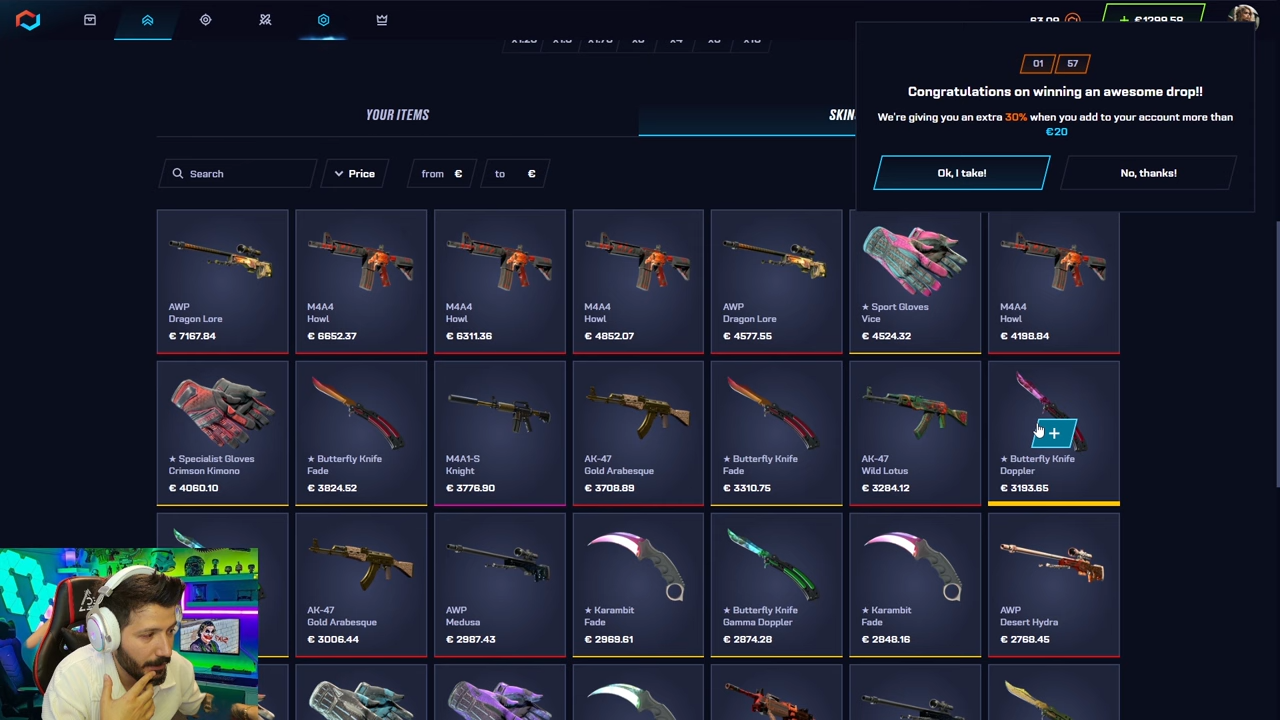 63.09
+ €1299.59
01 57
Congratulations on winning an awesome drop!!
We're giving you an extra 30% when you add to your account more than
€20
Ok, I take!
No, thanks!
YOUR ITEMS
Search
Price
from €
to €
AWP
Dragon Lore
€ 7167.84
M4A4
Howl
€ 6652.37
M4A4
Howl
€ 6311.36
M4A4
Howl
€ 4852.07
AWP
Dragon Lore
€ 4577.55
★ Sport Gloves
Vice
€ 4524.32
M4A4
Howl
€ 4198.84
★ Specialist Gloves
Crimson Kimono
€ 4060.10
★ Butterfly Knife
Fade
€ 3824.52
M4A1-S
Knight
€ 3776.90
AK-47
Gold Arabesque
€ 3708.89
★ Butterfly Knife
Fade
€ 3310.75
AK-47
Wild Lotus
€ 3284.12
+
★ Butterfly Knife
Doppler
€ 3193.65
AK-47
Gold Arabesque
€ 3006.44
AWP
Medusa
€ 2987.43
★ Karambit
Fade
€ 2969.61
★ Butterfly Knife
Gamma Doppler
€ 2874.28
★ Karambit
Fade
€ 2848.16
AWP
Desert Hydra
€ 2768.45